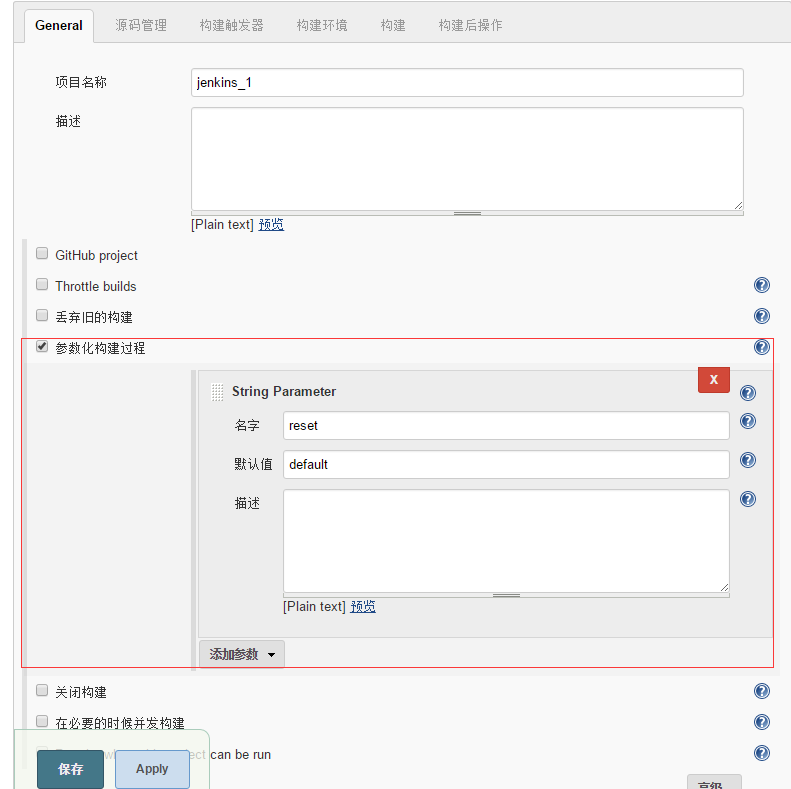 General 源码管理 构建触发器 构建环境 构建 构建后操作
项目名称 jenkins_1
描述
[Plain text] 预览
GitHub project
Throttle builds
丢弃旧的构建
参数化构建过程
X
String Parameter
名字 reset
默认值 default
描述
[Plain text] 预览
添加参数
关闭构建
在必要的时候并发构建
can be run
保存 Apply
高级